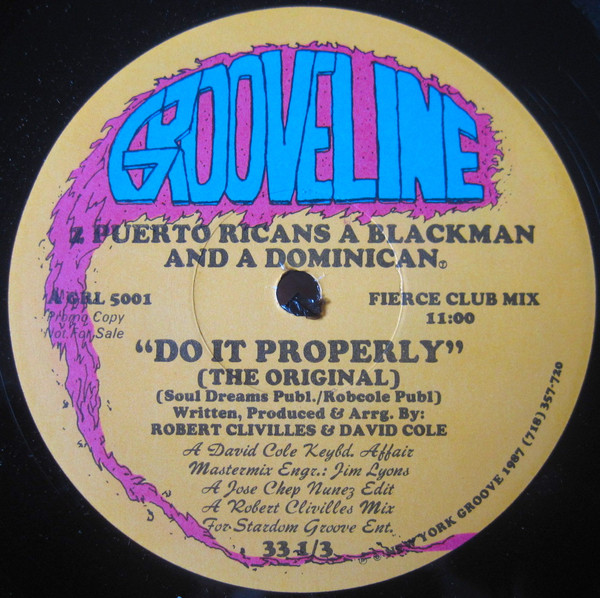 GROOVELINE
2 PUERTO RICANS A BLACKMAN
AND A DOMINICAN
A GRL 5001
Promo Copy
Not For Sale
FIERCE CLUB MIX
11:00
"DO IT PROPERLY"
(THE ORIGINAL)
(Soul Dreams Publ./Robcole Publ)
Written, Produced & Arrg. By:
ROBERT CLIVILLES & DAVID COLE
A David Cole Keybd. Affair
Mastermix Engr.: Jim Lyons
A Jose Chep Nunez Edit
A Robert Clivilles Mix
For Stardom Groove Ent.
33 1/3
℗ © NEW YORK GROOVE 1987 (718) 357-720